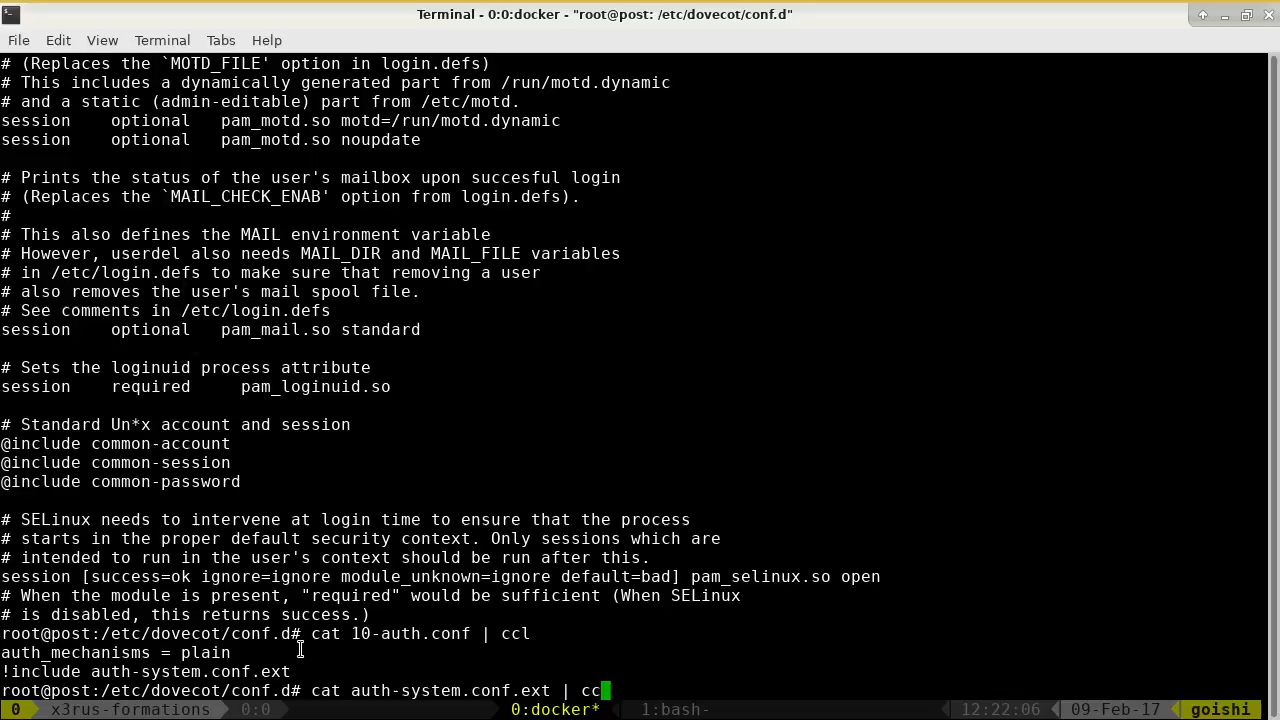 Terminal - 0:0:docker - "root@post: /etc/dovecot/conf.d"
File Edit View Terminal Tabs Help
# (Replaces the `MOTD_FILE' option in login.defs)
# This includes a dynamically generated part from /run/motd.dynamic
# and a static (admin-editable) part from /etc/motd.
session    optional   pam_motd.so motd=/run/motd.dynamic
session    optional   pam_motd.so noupdate
# Prints the status of the user's mailbox upon succesful login
# (Replaces the `MAIL_CHECK_ENAB' option from login.defs).
#
# This also defines the MAIL environment variable
# However, userdel also needs MAIL_DIR and MAIL_FILE variables
# in /etc/login.defs to make sure that removing a user
# also removes the user's mail spool file.
# See comments in /etc/login.defs
session    optional   pam_mail.so standard
# Sets the loginuid process attribute
session    required     pam_loginuid.so
# Standard Un*x account and session
@include common-account
@include common-session
@include common-password
# SELinux needs to intervene at login time to ensure that the process
# starts in the proper default security context. Only sessions which are
# intended to run in the user's context should be run after this.
session [success=ok ignore=ignore module_unknown=ignore default=bad] pam_selinux.so open
# When the module is present, "required" would be sufficient (When SELinux
# is disabled, this returns success.)
root@post:/etc/dovecot/conf.d# cat 10-auth.conf | ccl
auth_mechanisms = plain
!include auth-system.conf.ext
root@post:/etc/dovecot/conf.d# cat auth-system.conf.ext | cc
0 x3rus-formations 0:0 0:docker* 1:bash- 12:22:06 09-Feb-17 goishi